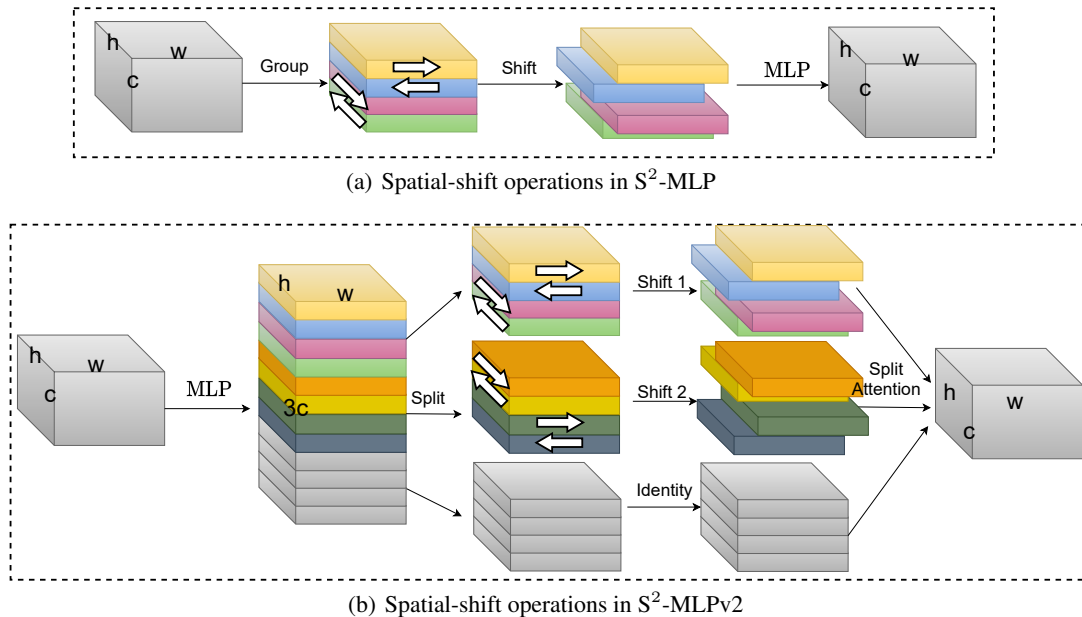 h
w
c
Group
Shift
MLP
h
w
c
(a) Spatial-shift operations in S²-MLP
h
w
c
MLP
h
w
3c
Split
Shift 1
Shift 2
Identity
Split
Attention
h
w
c
(b) Spatial-shift operations in S²-MLPv2